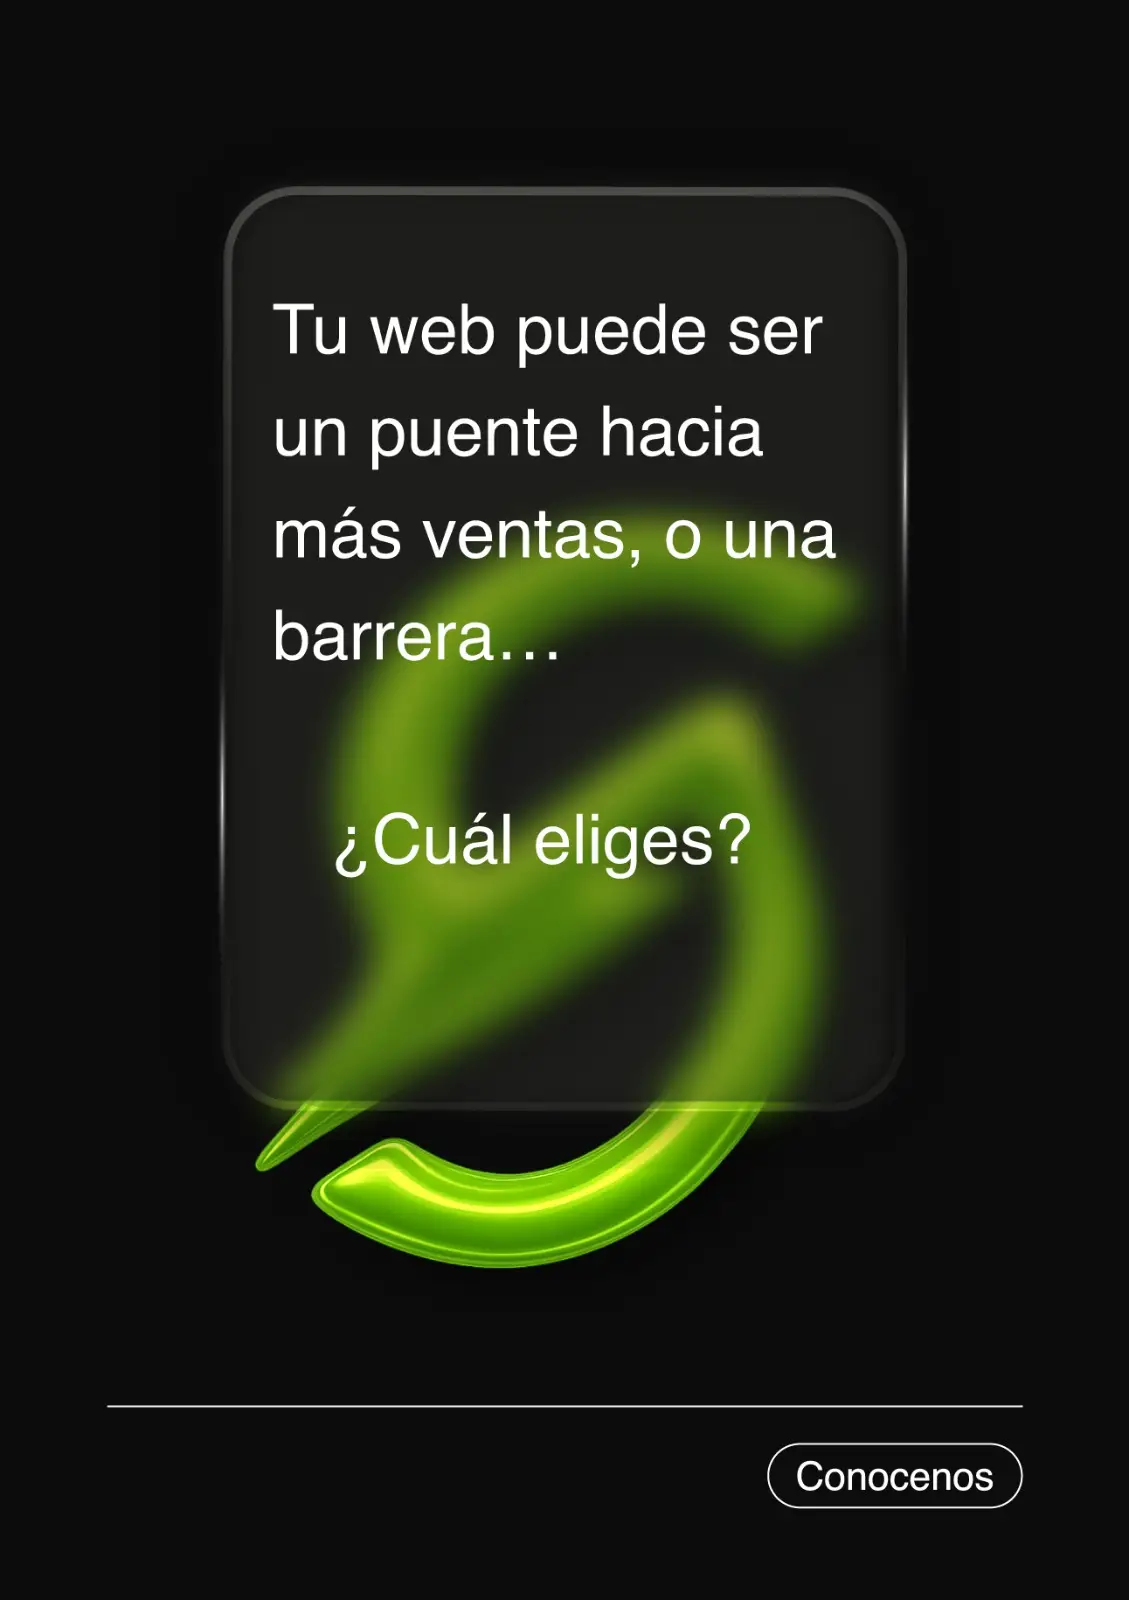 Tu web puede ser
un puente hacia
más ventas, o una
barrera...
¿Cuál eliges?
Conocenos